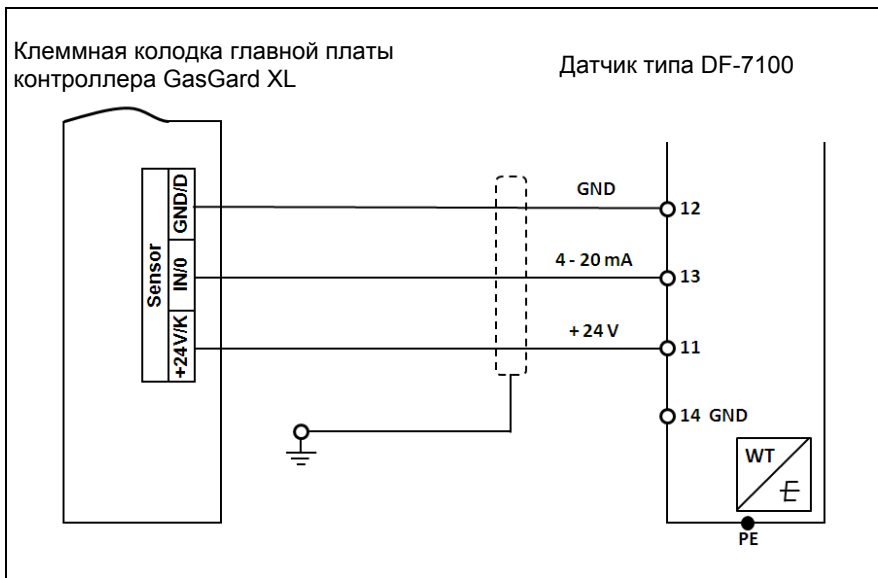 Клеммная колодка главной платы
контроллера GasGard XL
Датчик типа DF-7100
Sensor
GND/D
IN/0
+24V/K
GND
12
4 - 20 mA
13
+ 24 V
11
14 GND
WT
E
PE